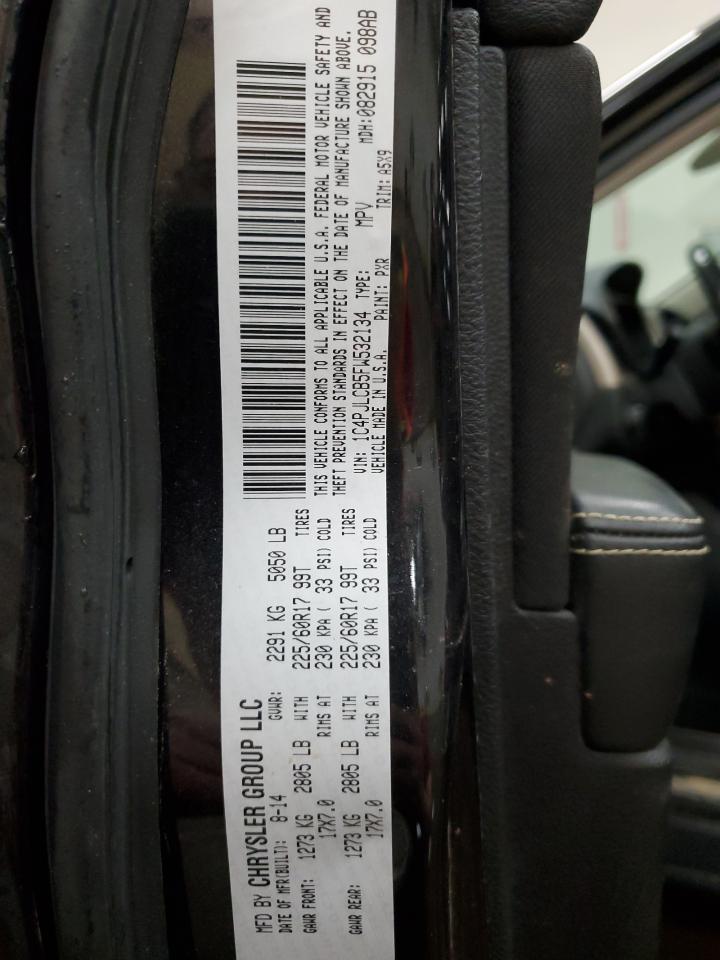 MFD BY CHRYSLER GROUP LLC
DATE OF MFR(BUILT): 8-14 GVWR: 2291 KG 5050 LB
GAWR FRONT: 1273 KG 2805 LB WITH 225/60R17 99T TIRES
17X7.0 RIMS AT 230 KPA ( 33 PSI) COLD
GAWR REAR: 1273 KG 2805 LB WITH 225/60R17 99T TIRES
17X7.0 RIMS AT 230 KPA ( 33 PSI) COLD
THIS VEHICLE CONFORMS TO ALL APPLICABLE U.S.A. FEDERAL MOTOR VEHICLE SAFETY AND
THEFT PREVENTION STANDARDS IN EFFECT ON THE DATE OF MANUFACTURE SHOWN ABOVE.
VIN: 1C4PJLCB5FW532134 TYPE: MPV MDH:082915 098AB
VEHICLE MADE IN U.S.A. PAINT: PXR TRIM: A5X9